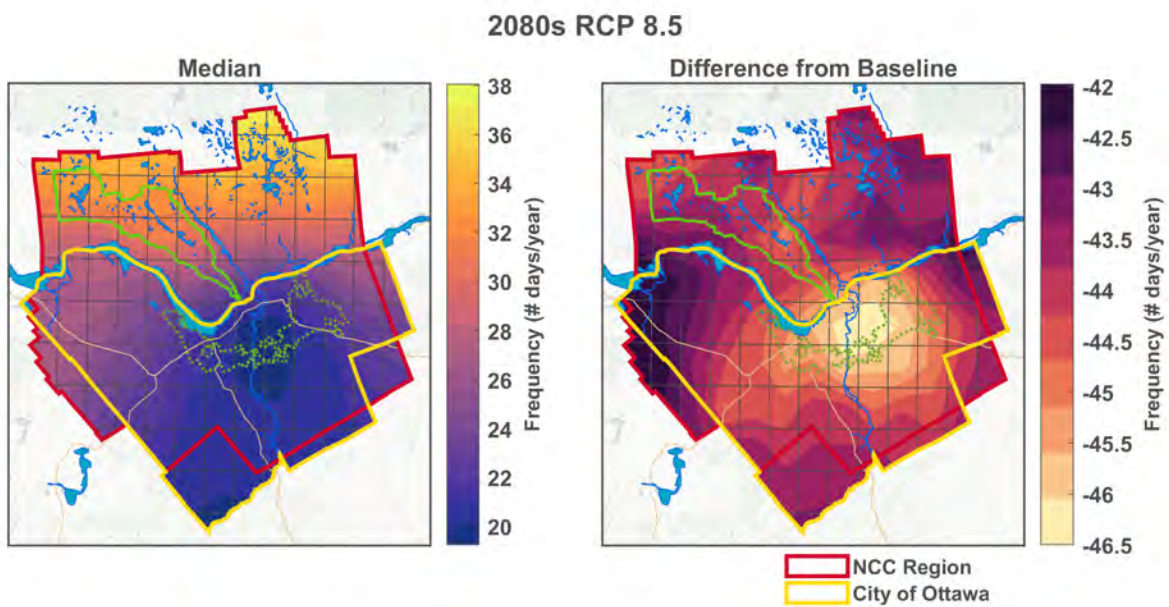 2080s RCP 8.5
Median
Difference from Baseline
38
36
34
32
30
28
26
24
22
20
Frequency (# days/year)
-42
-42.5
-43
-43.5
-44
-44.5
-45
-45.5
-46
-46.5
Frequency (# days/year)
NCC Region
City of Ottawa